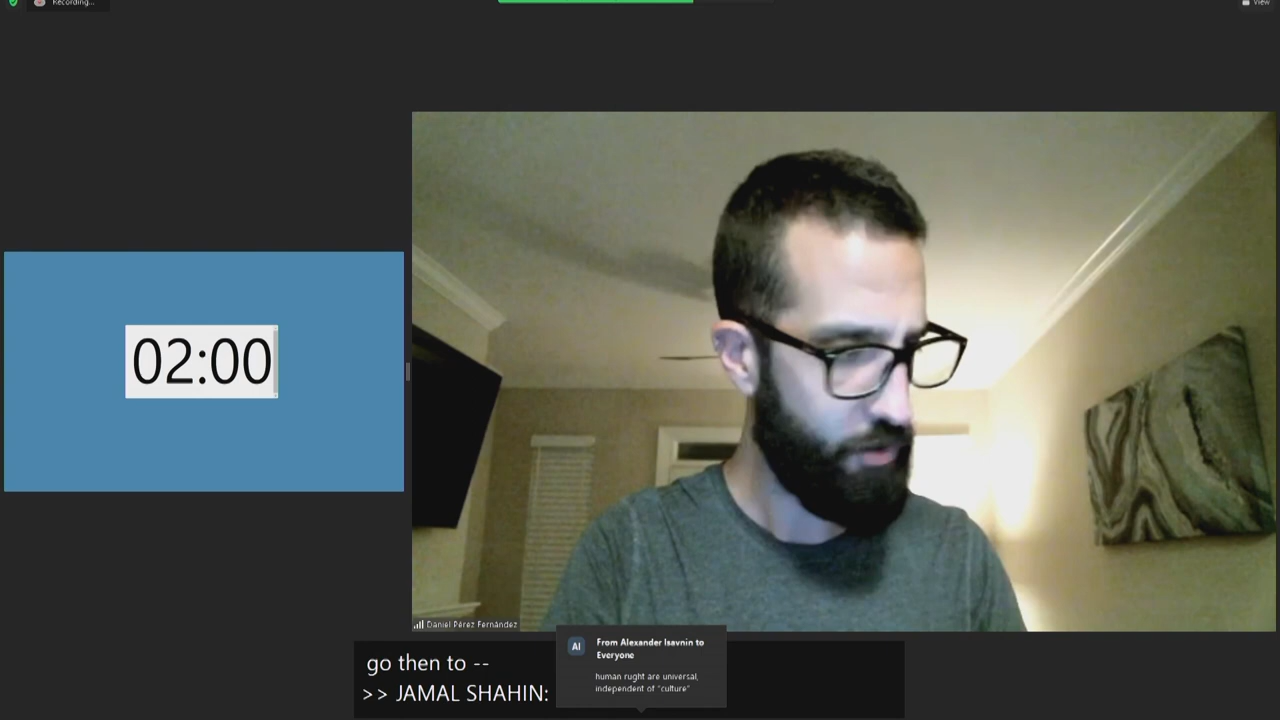 Recording...
View
02:00
Daniel Pérez Fernández
go then to --
>> JAMAL SHAHIN:
AI
From Alexander Isavnin to
Everyone
human rught are universal,
independent of "culture"